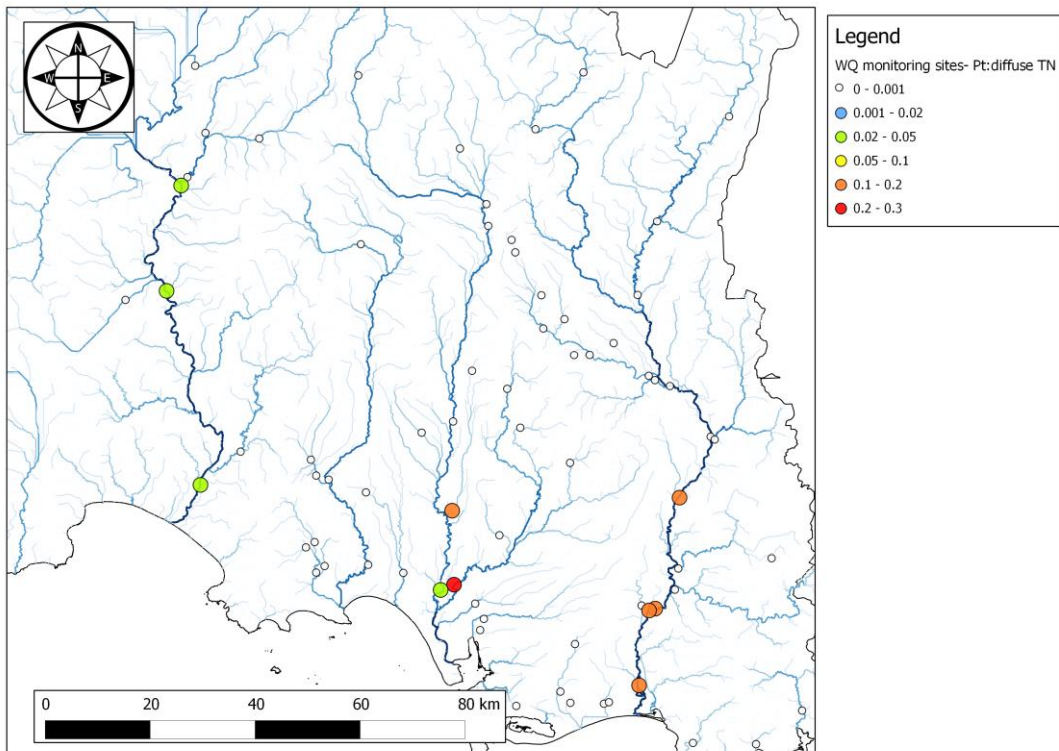 N
W E
S
Legend
WQ monitoring sites- Pt:diffuse TN
0 - 0.001
0.001 - 0.02
0.02 - 0.05
0.05 - 0.1
0.1 - 0.2
0.2 - 0.3
0 20 40 60 80 km